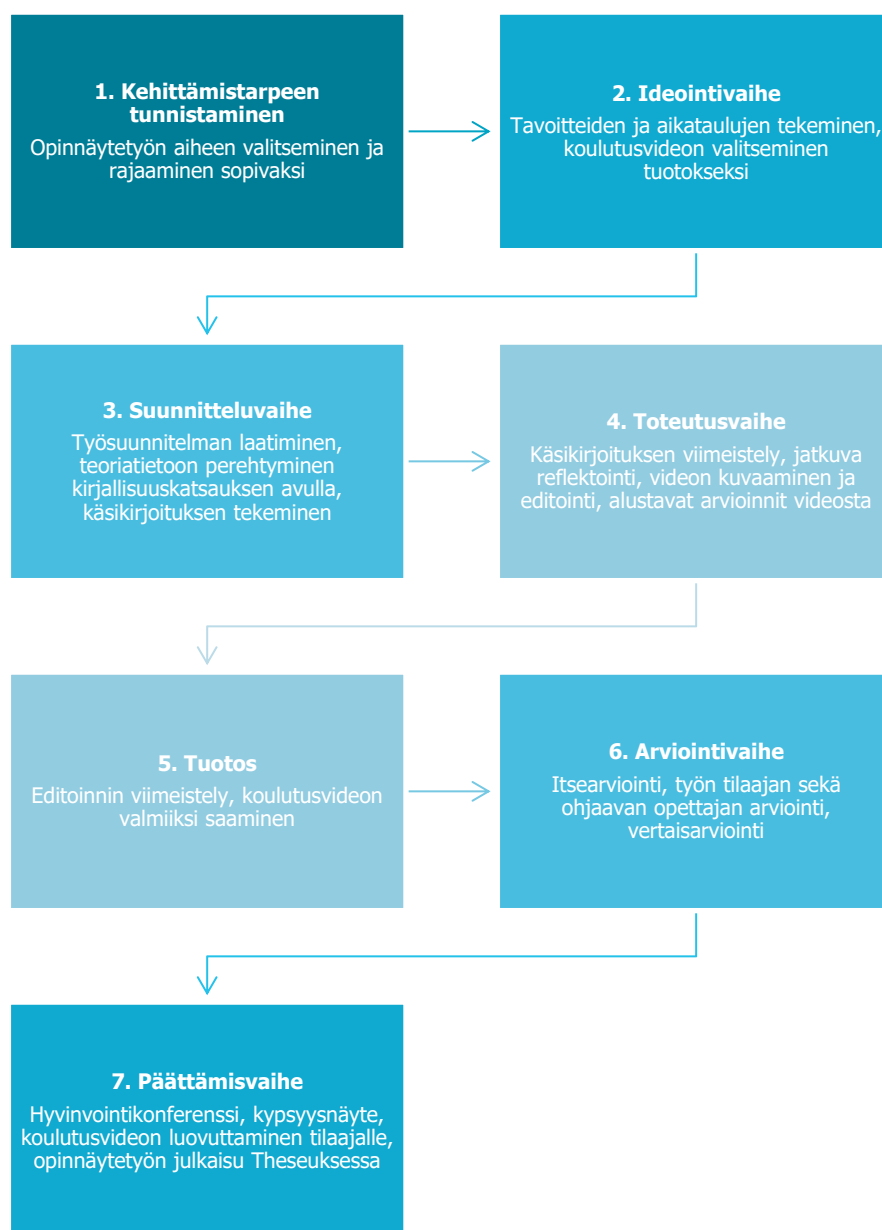 1. Kehittämistarpeen
tunnistaminen
Opinnäytetyön aiheen valitseminen ja
rajaaminen sopivaksi
2. Ideointivaihe
Tavoitteiden ja aikataulujen tekeminen,
koulutusvideon valitseminen
tuotokseksi
3. Suunnitteluvaihe
Työsuunnitelman laatiminen,
teoriatietoon perehtyminen
kirjallisuuskatsauksen avulla,
käsikirjoituksen tekeminen
4. Toteutusvaihe
Käsikirjoituksen viimeistely, jatkuva
reflektointi, videon kuvaaminen ja
editointi, alustavat arvioinnit videosta
5. Tuotos
Editoinnin viimeistely, koulutusvideon
valmiiksi saaminen
6. Arviointivaihe
Itsearviointi, työn tilaajan sekä
ohjaavan opettajan arviointi,
vertaisarviointi
7. Päättämisvaihe
Hyvinvointikonferenssi, kypsyysnäyte,
koulutusvideon luovuttaminen tilaajalle,
opinnäytetyön julkaisu Theseuksessa